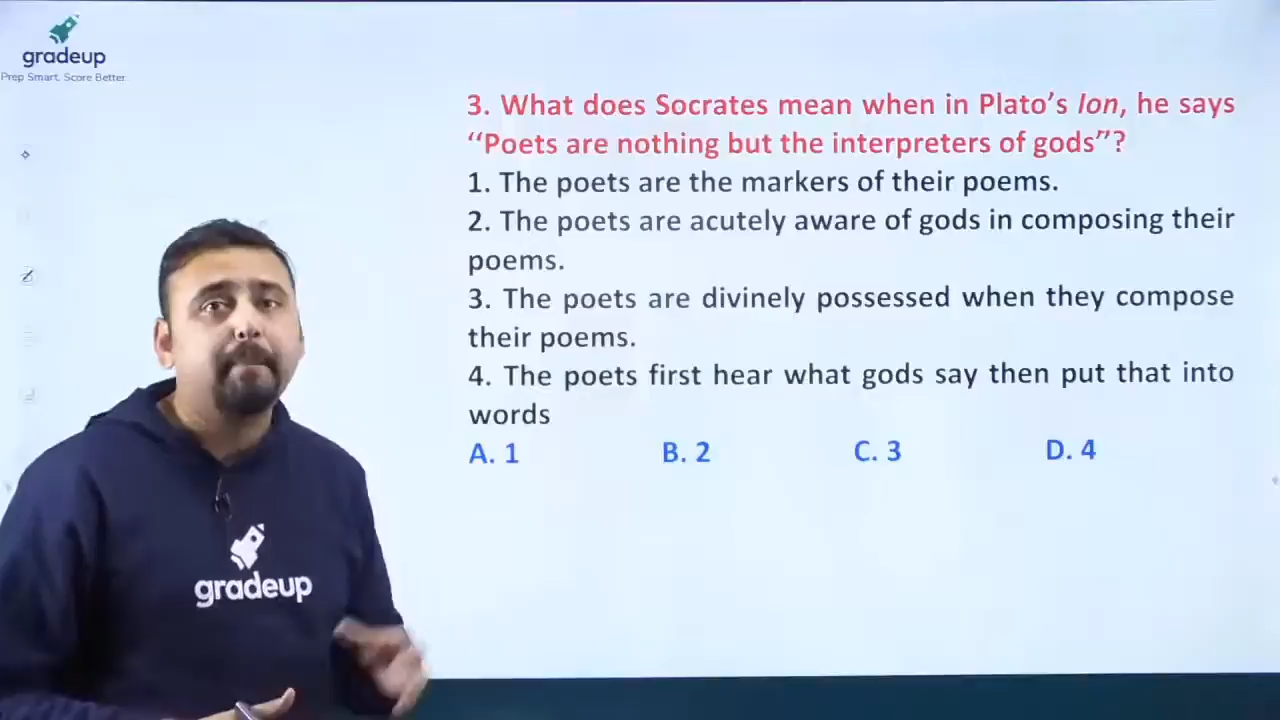 gradeup
Prep Smart. Score Better
3. What does Socrates mean when in Plato’s Ion, he says
‘‘Poets are nothing but the interpreters of gods’’?
1. The poets are the markers of their poems.
2. The poets are acutely aware of gods in composing their
poems.
3. The poets are divinely possessed when they compose
their poems.
4. The poets first hear what gods say then put that into
words
A. 1 B. 2 C. 3 D. 4
gradeup